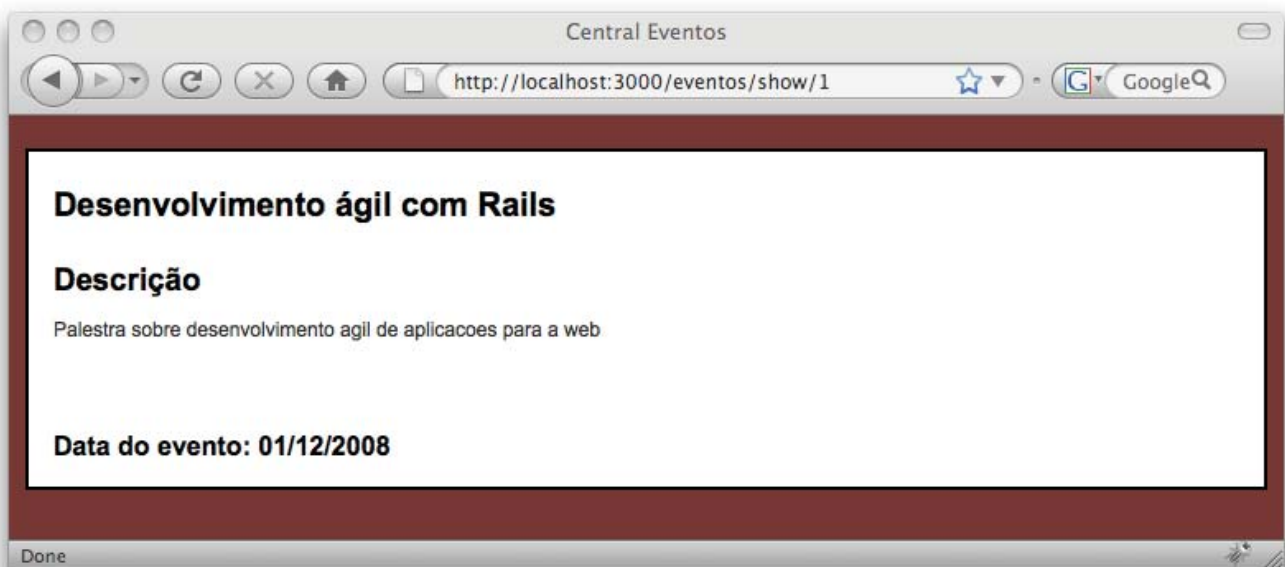 Central Eventos
http://localhost:3000/eventos/show/1
G Google
Desenvolvimento ágil com Rails
Descrição
Palestra sobre desenvolvimento agil de aplicacoes para a web
Data do evento: 01/12/2008
Done